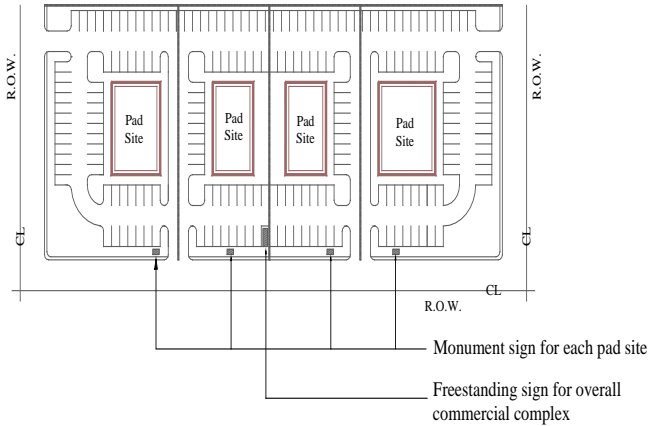 R.O.W.
R.O.W.
Pad
Site
Pad
Site
Pad
Site
Pad
Site
CL
CL
CL
R.O.W.
Monument sign for each pad site
Freestanding sign for overall
commercial complex